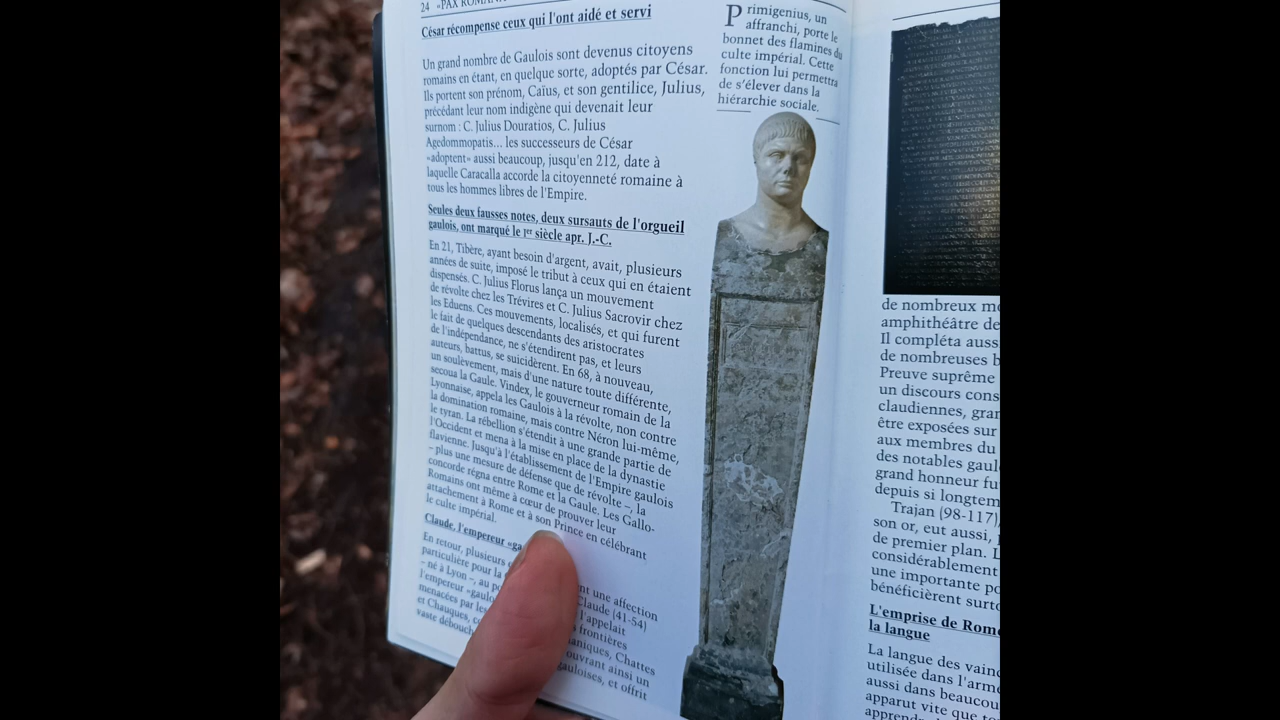 24 «PAX
César récompense ceux qui l'ont aidé et servi
Un grand nombre de Gaulois sont devenus citoyens
romains en étant, en quelque sorte, adoptés par César.
Ils portent son prénom, Caïus, et son gentilice, Julius,
précédant leur nom indigène qui devenait leur
surnom : C. Julius Douratios, C. Julius
Agedommopatis... les successeurs de César
«adoptent» aussi beaucoup, jusqu'en 212, date à
laquelle Caracalla accorde la citoyenneté romaine à
tous les hommes libres de l'Empire.
Seules deux fausses notes, deux sursauts de l'orgueil
gaulois, ont marqué le Ier siècle apr. J.-C.
En 21, Tibère, ayant besoin d'argent, avait, plusieurs
années de suite, imposé le tribut à ceux qui en étaient
dispensés. C. Julius Florus lança un mouvement
de révolte chez les Trévires et C. Julius Sacrovir chez
les Eduens. Ces mouvements, localisés, et qui furent
le fait de quelques descendants des aristocrates
de l'indépendance, ne s'étendirent pas, et leurs
auteurs, battus, se suicidèrent. En 68, à nouveau,
un soulèvement, mais d'une nature toute différente,
secoua la Gaule. Vindex, le gouverneur romain de la
Lyonnaise, appela les Gaulois à la révolte, non contre
la domination romaine, mais contre Néron lui-même,
le tyran. La rébellion s'étendit à une grande partie de
l'Occident et mena à la mise en place de la dynastie
flavienne. Jusqu'à l'établissement de l'Empire gaulois
– plus une mesure de défense que de révolte –, la
concorde régna entre Rome et la Gaule. Les Gallo-
Romains ont même à cœur de prouver leur
attachement à Rome et à son Prince en célébrant
le culte impérial.
Claude, l'empereur «ga
En retour, plusieurs nt une affection
particulière pour la Claude (41-54)
– né à Lyon –, au po l'appelait
l'empereur «gaulo frontières
menacées par les aniques, Chattes
et Chauques, ouvrant ainsi un
vaste débouch gauloises, et offrit
Primigenius, un
affranchi, porte le
bonnet des flamines du
culte impérial. Cette
fonction lui permettra
de s'élever dans la
hiérarchie sociale.
de nombreux mo
amphithéâtre de
Il compléta auss
de nombreuses b
Preuve suprême
un discours cons
claudiennes, gra
être exposées sur
aux membres du
des notables gaul
grand honneur fu
depuis si longtem
Trajan (98-117),
son or, eut aussi,
de premier plan. L
considérablement
une importante po
bénéficièrent surto
L'emprise de Rome
la langue
La langue des vainc
utilisée dans l'armé
aussi dans beaucou
apparut vite que to
apprendr